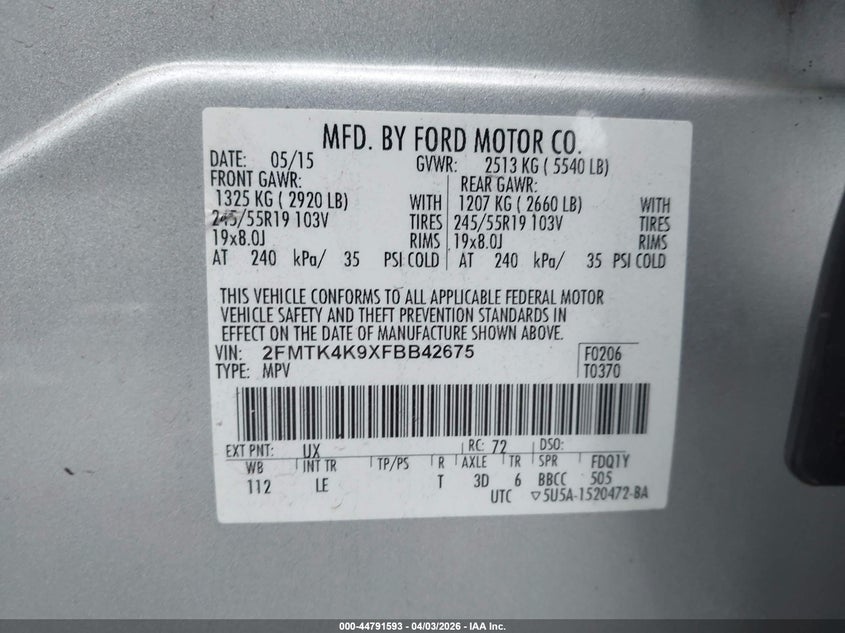 MFD. BY FORD MOTOR CO.
DATE: 05/15 GVWR: 2513 KG ( 5540 LB)
FRONT GAWR: REAR GAWR:
1325 KG ( 2920 LB) WITH 1207 KG ( 2660 LB) WITH
245/55R19 103V TIRES 245/55R19 103V TIRES
19x8.0J RIMS 19x8.0J RIMS
AT 240 kPa/ 35 PSI COLD AT 240 kPa/ 35 PSI COLD
THIS VEHICLE CONFORMS TO ALL APPLICABLE FEDERAL MOTOR
VEHICLE SAFETY AND THEFT PREVENTION STANDARDS IN
EFFECT ON THE DATE OF MANUFACTURE SHOWN ABOVE.
VIN: 2FMTK4K9XFBB42675 F0206
TYPE: MPV T0370
EXT PNT: UX RC: 72 DSO:
WB INT TR TP/PS R AXLE TR SPR FDQ1Y
112 LE T 3D 6 BBCC 505
UTC ▽5U5A-1520472-BA
000-44791593 - 04/03/2026 - IAA Inc.